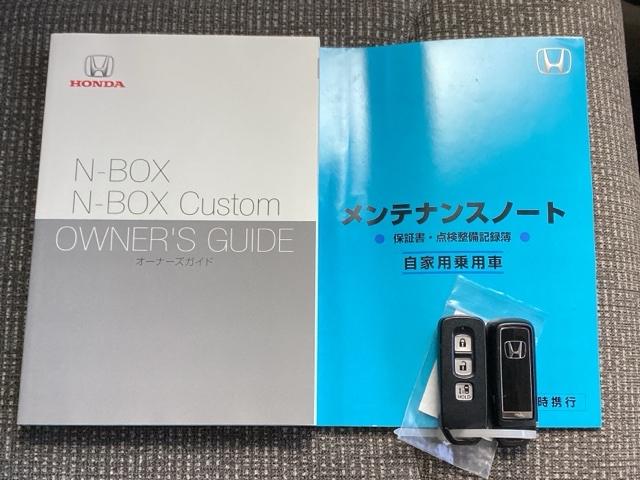 HONDA
N-BOX
N-BOX Custom
OWNER'S GUIDE
オーナーズガイド
メンテナンスノート
保証書・点検整備記録簿
自家用乗用車
時携行
HOLD